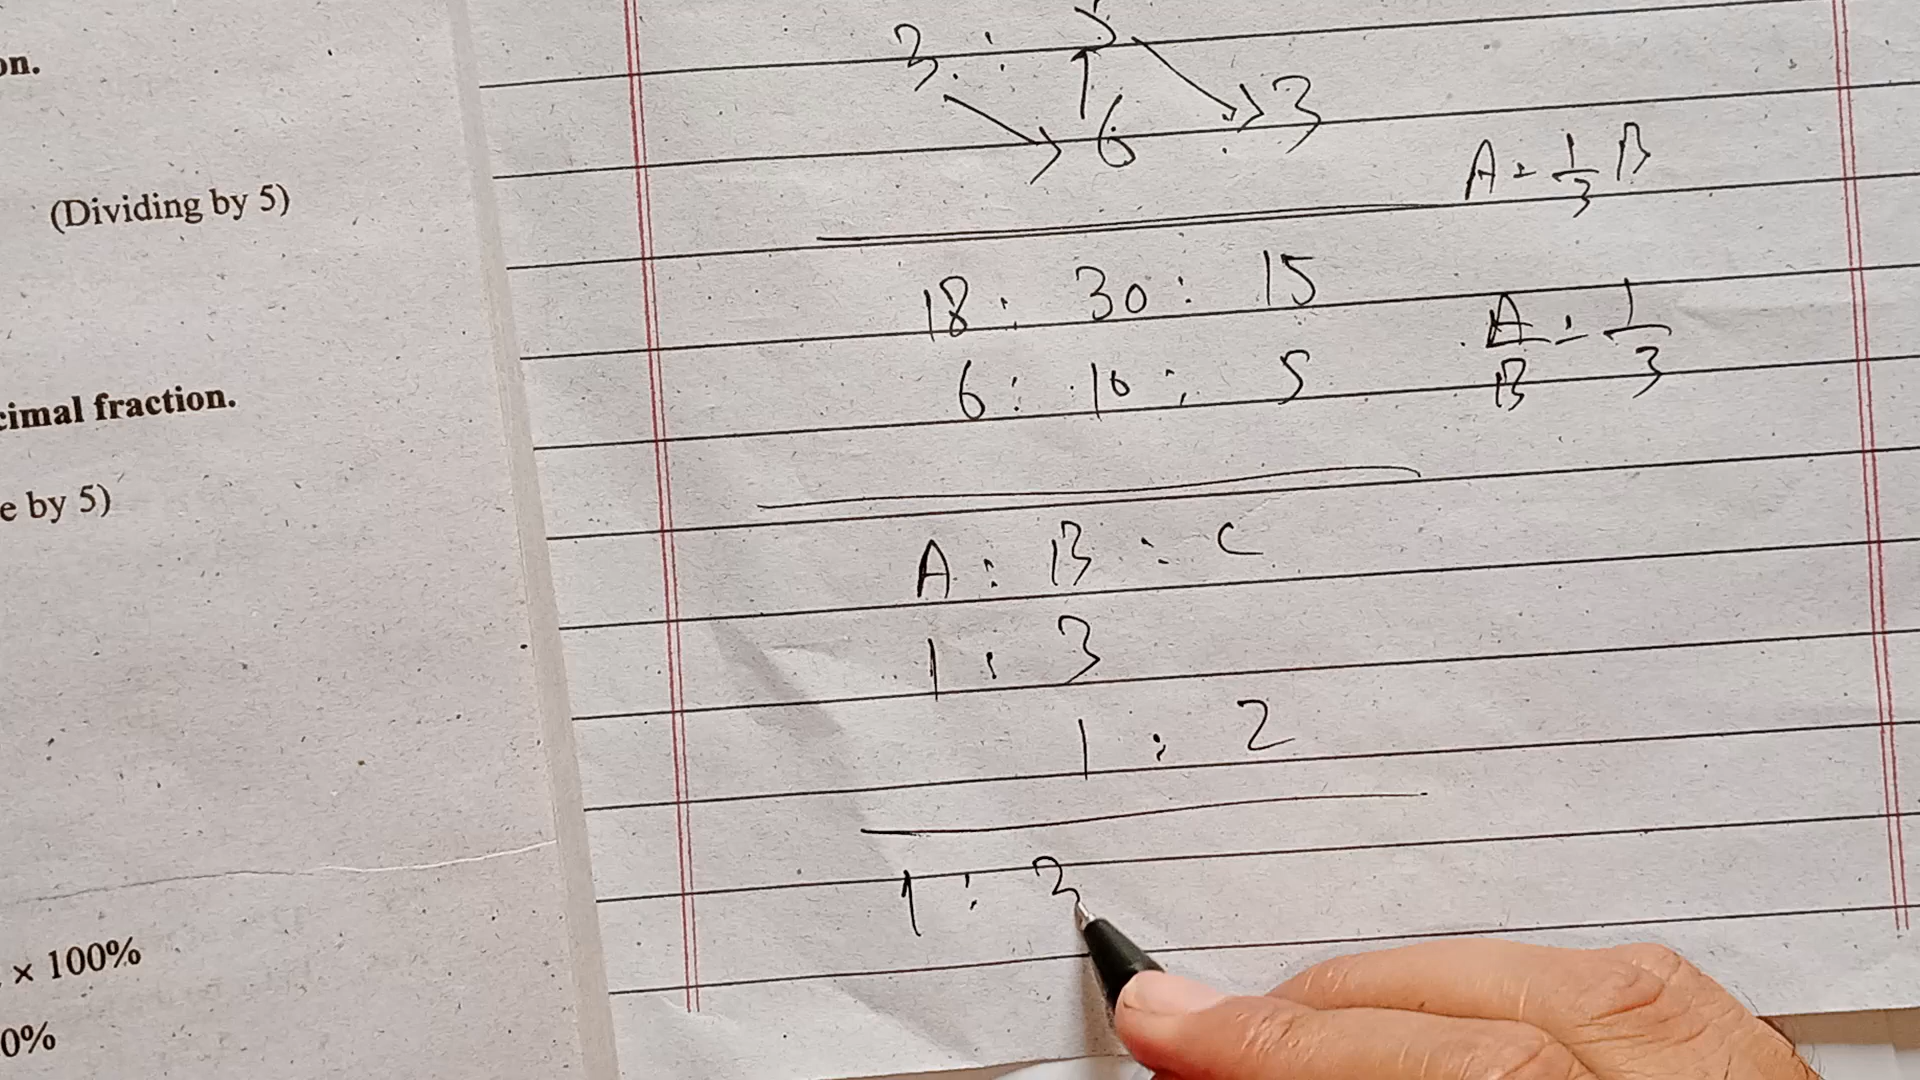 on.
(Dividing by 5)
cimal fraction.
e by 5)
x 100%
0%
3 : 5
6 : 3
A = 1/3 B
18 : 30 : 15
A/B = 1/3
6 : 10 : 5
A : B : C
1 : 3
1 : 2
1 : 3